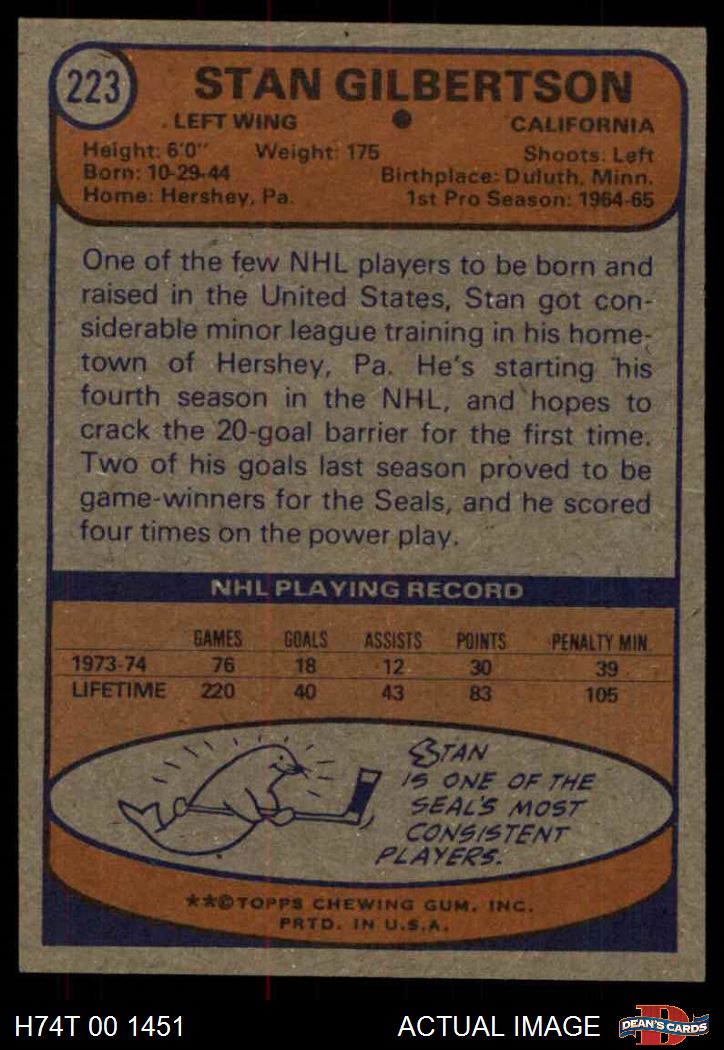 223
STAN GILBERTSON
LEFT WING ● CALIFORNIA
Height: 6'0" Weight: 175 Shoots: Left
Born: 10-29-44 Birthplace: Duluth, Minn.
Home: Hershey, Pa. 1st Pro Season: 1964-65
One of the few NHL players to be born and
raised in the United States, Stan got con-
siderable minor league training in his home-
town of Hershey, Pa. He's starting his
fourth season in the NHL, and hopes to
crack the 20-goal barrier for the first time.
Two of his goals last season proved to be
game-winners for the Seals, and he scored
four times on the power play.
NHL PLAYING RECORD
GAMES GOALS ASSISTS POINTS PENALTY MIN.
1973-74 76 18 12 30 39
LIFETIME 220 40 43 83 105
STAN
IS ONE OF THE
SEAL'S MOST
CONSISTENT
PLAYERS.
**©TOPPS CHEWING GUM, INC.
PRTD. IN U.S.A.
H74T 00 1451 ACTUAL IMAGE D DEAN'S CARDS